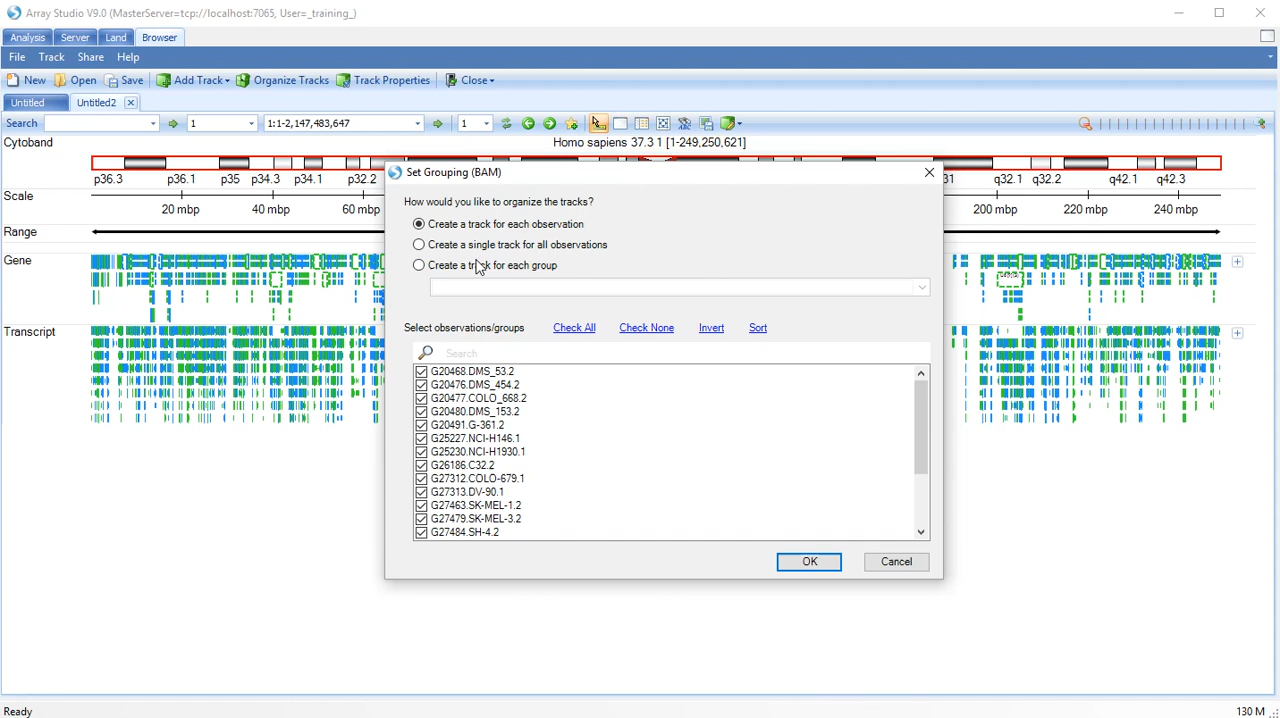 Array Studio V9.0 (MasterServer=tcp://localhost:7065, User=_training_)
Analysis Server Land Browser
File Track Share Help
New Open Save Add Track Organize Tracks Track Properties Close
Untitled Untitled2
Search 1 1:1-2,147,483,647 1
Cytoband Homo sapiens 37.3 1 [1-249,250,621]
p36.3 p36.1 p35 p34.3 p34.1 p32.2 31 q32.1 q32.2 q42.1 q42.3
Scale 20 mbp 40 mbp 60 mbp 200 mbp 220 mbp 240 mbp
Range
Gene
Transcript
Set Grouping (BAM)
How would you like to organize the tracks?
Create a track for each observation
Create a single track for all observations
Create a track for each group
Select observations/groups Check All Check None Invert Sort
Search
G20468.DMS_53.2
G20476.DMS_454.2
G20477.COLO_668.2
G20480.DMS_153.2
G20491.G-361.2
G25227.NCI-H146.1
G25230.NCI-H1930.1
G26186.C32.2
G27312.COLO-679.1
G27313.DV-90.1
G27463.SK-MEL-1.2
G27479.SK-MEL-3.2
G27484.SH-4.2
OK Cancel
Ready 130 M